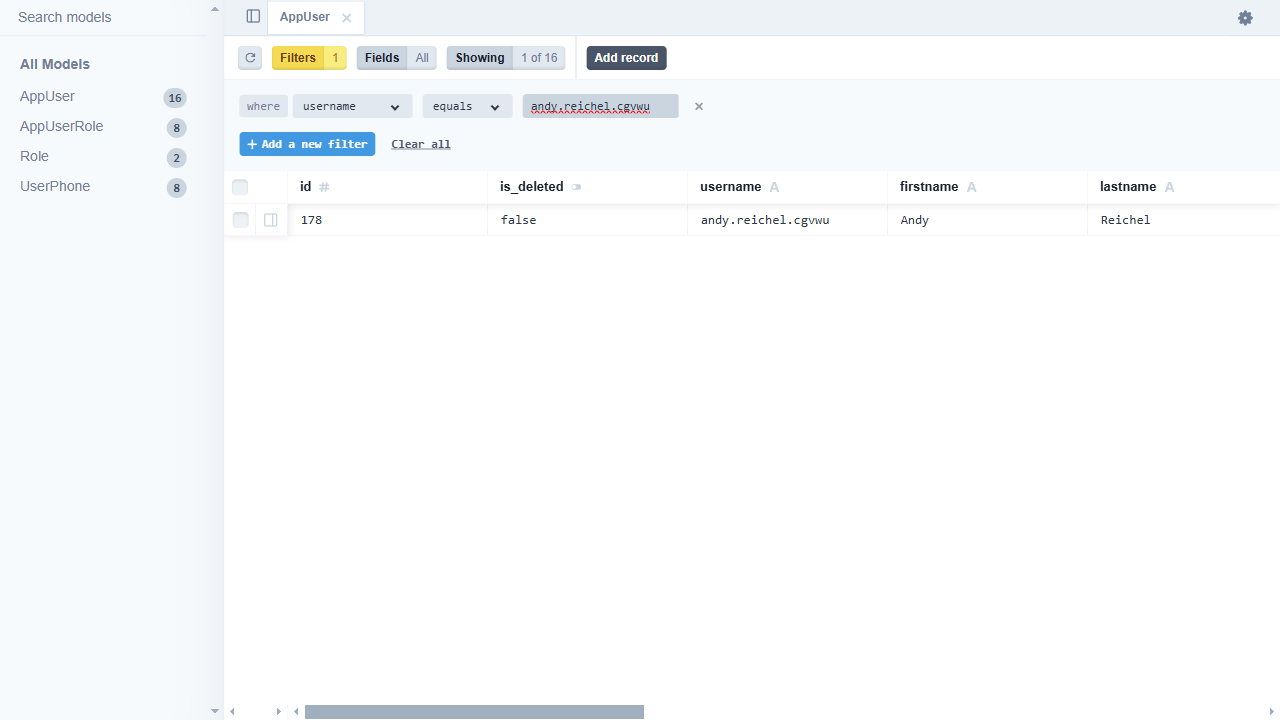 Search models
All Models
AppUser 16
AppUserRole 8
Role 2
UserPhone 8
AppUser
Filters 1 Fields All Showing 1 of 16 Add record
where username equals andy.reichel.cgvwu
+ Add a new filter Clear all
id # is_deleted username A firstname A lastname A
178 false andy.reichel.cgvwu Andy Reichel